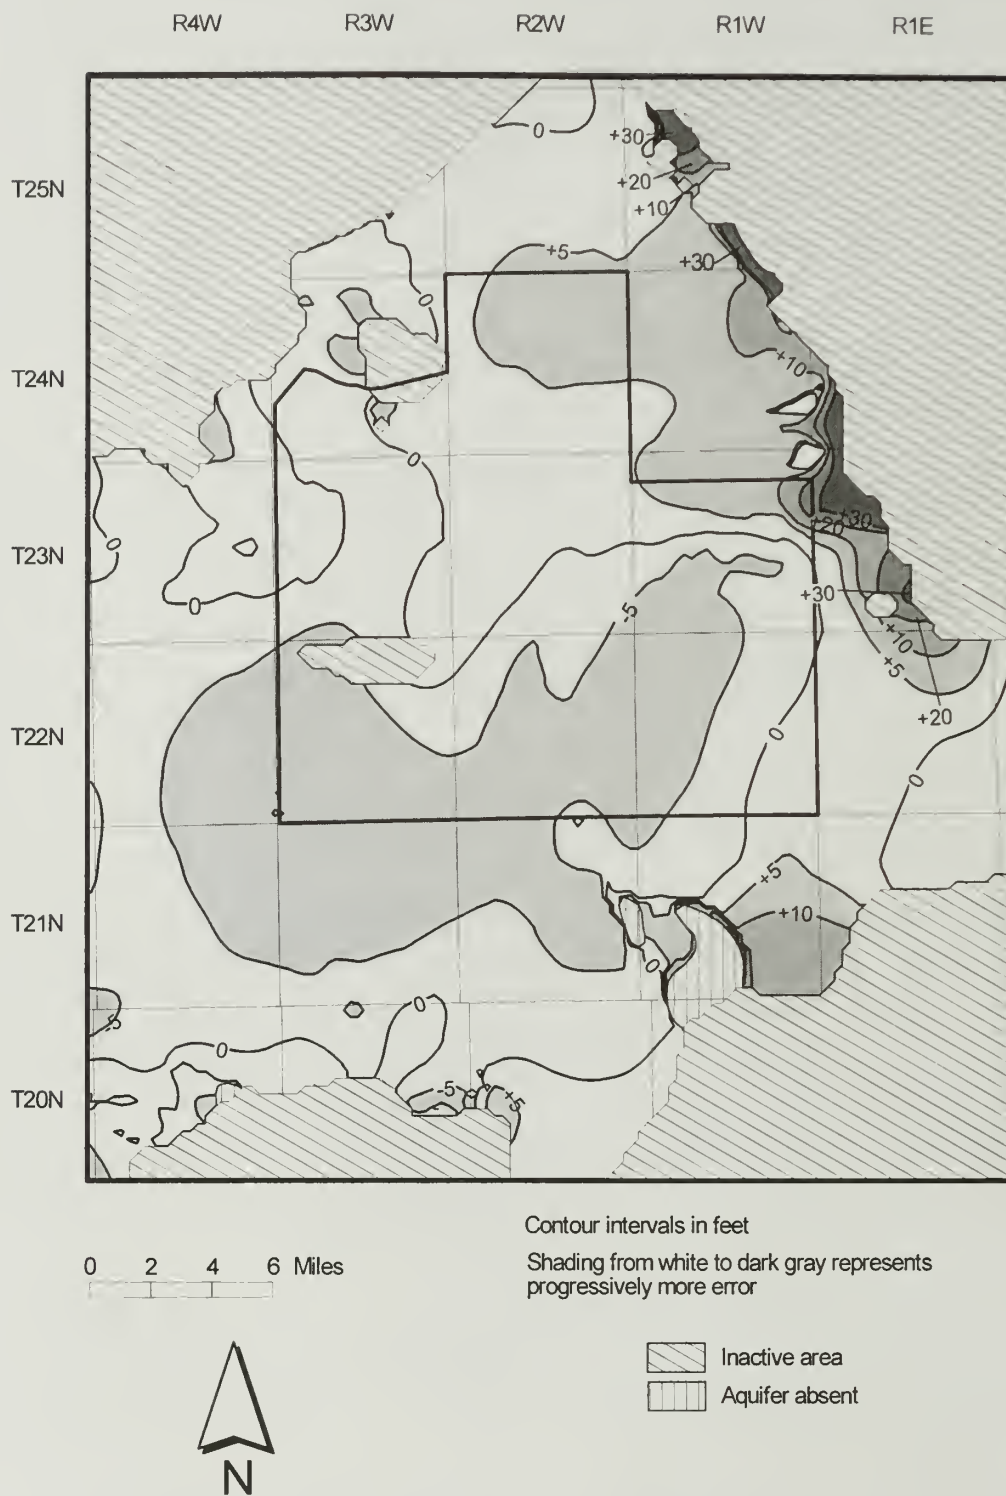 R4W R3W R2W R1W R1E
0
+30
T25N
+20
+10
+5
+30
0
+10
T24N
0
+20 +30
T23N
0
+30
0
-5
+10
+5
+20
T22N
0
0
+5
T21N
+10
0
-5
0
0
T20N
-5
+5
Contour intervals in feet
0 2 4 6 Miles
Shading from white to dark gray represents
progressively more error
Inactive area
Aquifer absent
N